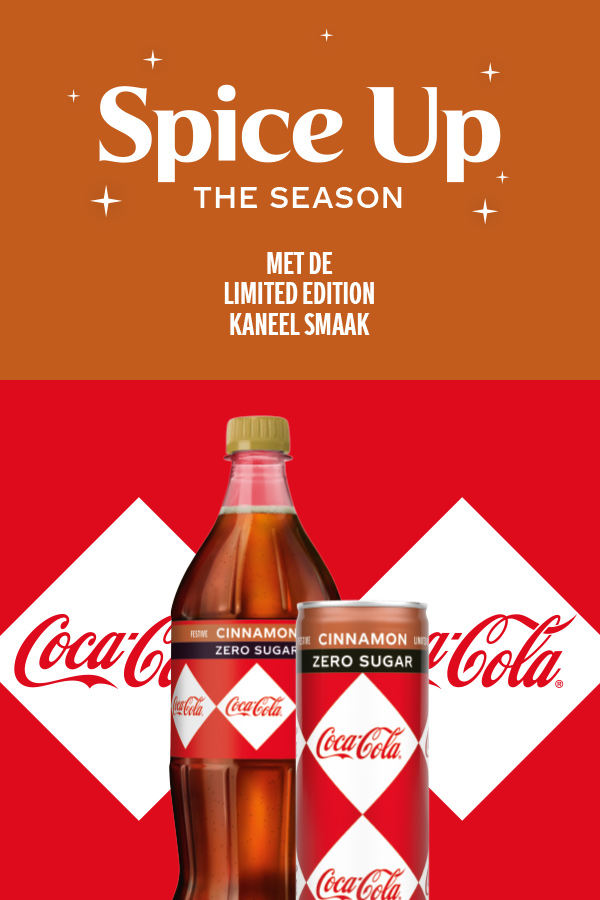 Spice Up
THE SEASON
MET DE
LIMITED EDITION
KANEEL SMAAK
Coca-Cola
Coca-Cola®
FESTIVE CINNAMON
ZERO SUGAR
Coca-Cola
Coca-Cola
CINNAMON
ZERO SUGAR
Coca-Cola
Coca-Cola